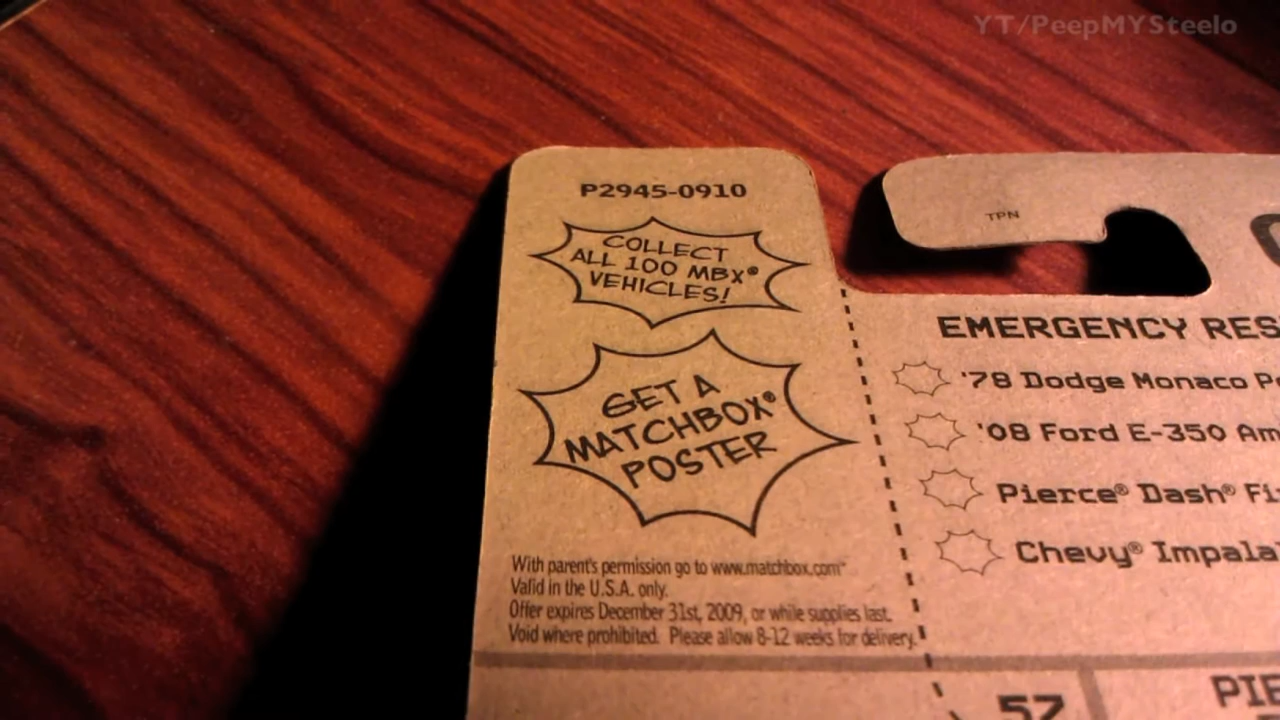 YT/PeepMYSteelo
P2945-0910
COLLECT
ALL 100 MBX®
VEHICLES!
GET A
MATCHBOX®
POSTER
With parent's permission go to www.matchbox.com
Valid in the U.S.A. only.
Offer expires December 31st, 2009, or while supplies last.
Void where prohibited. Please allow 8-12 weeks for delivery.
TPN
EMERGENCY RES
'78 Dodge Monaco Po
'08 Ford E-350 Am
Pierce® Dash® Fi
Chevy® Impala
57
PIE